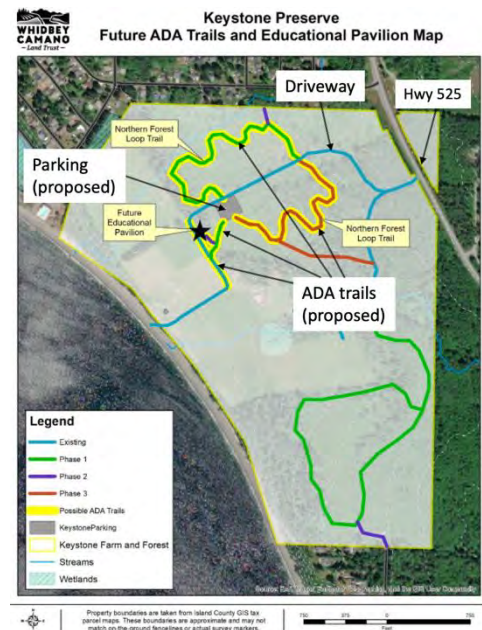 WHIDBEY
CAMANO
Land Trust
Keystone Preserve
Future ADA Trails and Educational Pavilion Map
Driveway
Hwy 525
Northern Forest
Loop Trail
Parking
(proposed)
Future
Educational
Pavilion
Northern Forest
Loop Trail
ADA trails
(proposed)
Legend
Existing
Phase 1
Phase 2
Phase 3
Possible ADA Trails
KeystoneParking
Keystone Farm and Forest
Streams
Wetlands
Property boundaries are taken from Island County GIS tax
parcel maps. These boundaries are approximate and may not
match on-the-ground fencelines or actual survey markers.
750 375 0 750
Feet